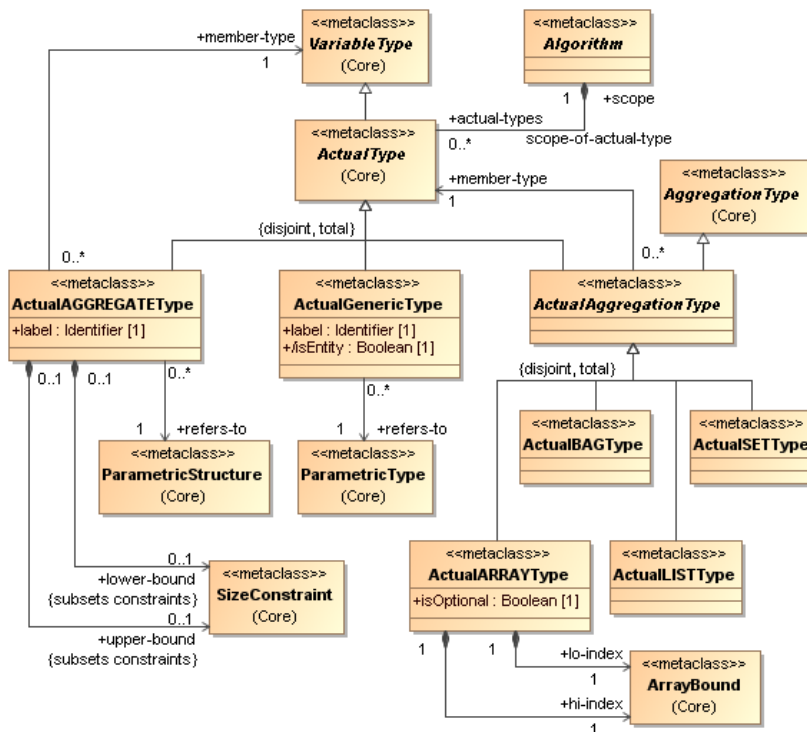 <<metaclass>>
VariableType
(Core)
<<metaclass>>
Algorithm
+member-type
1
1
+scope
+actual-types
0..*
scope-of-actual-type
<<metaclass>>
ActualType
(Core)
+member-type
1
<<metaclass>>
AggregationType
(Core)
{disjoint, total}
0..*
0..*
<<metaclass>>
ActualAGGREGATEType
+label : Identifier [1]
<<metaclass>>
ActualGenericType
+label : Identifier [1]
+/isEntity : Boolean [1]
<<metaclass>>
ActualAggregationType
0..1
0..1
0..*
0..*
{disjoint, total}
1
+refers-to
1
+refers-to
<<metaclass>>
ParametricStructure
(Core)
<<metaclass>>
ParametricType
(Core)
<<metaclass>>
ActualBAGType
<<metaclass>>
ActualSETType
<<metaclass>>
ActualARRAYType
+isOptional : Boolean [1]
<<metaclass>>
ActualLISTType
0..1
+lower-bound
{subsets constraints}
0..1
+upper-bound
{subsets constraints}
<<metaclass>>
SizeConstraint
(Core)
1
1
+lo-index
1
+hi-index
1
<<metaclass>>
ArrayBound
(Core)